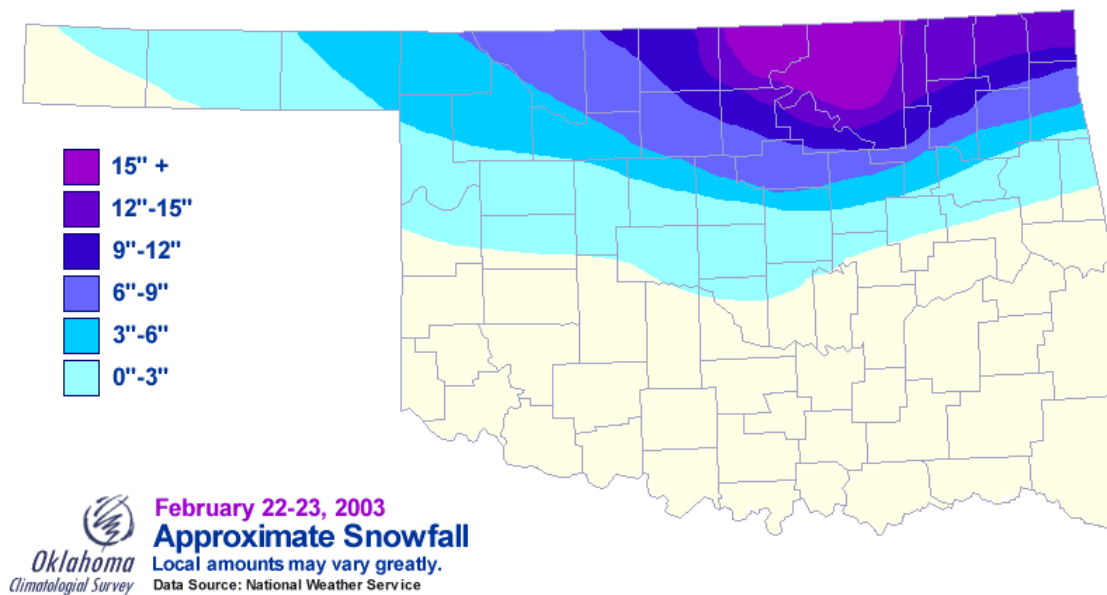 15" +
12"-15"
9"-12"
6"-9"
3"-6"
0"-3"
February 22-23, 2003
Approximate Snowfall
Local amounts may vary greatly.
Data Source: National Weather Service
Oklahoma
Climatologial Survey